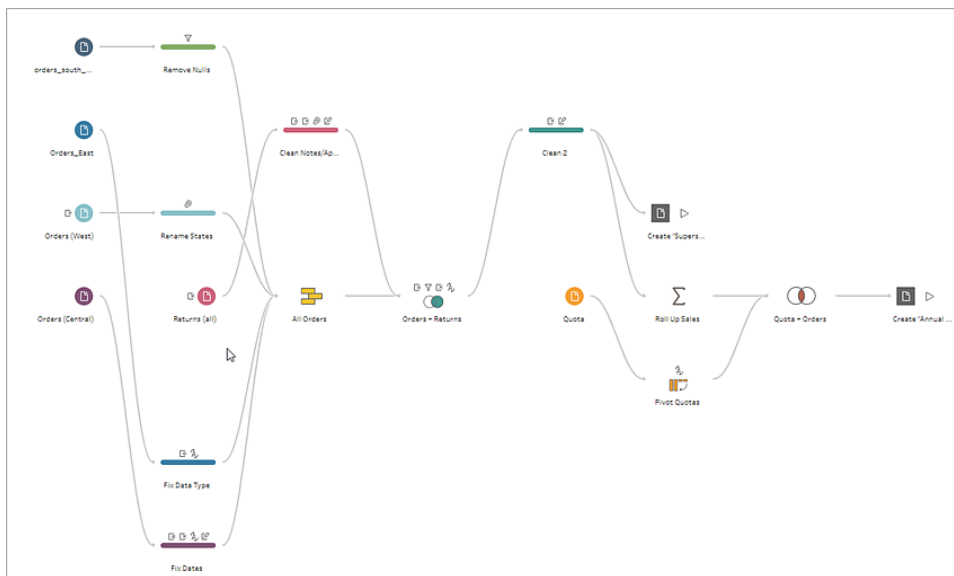 orders_south_...
Remove Nulls
Orders_East
Clean Notes/Ap...
Clean 2
Orders (West)
Rename States
Create 'Supers...
Orders (Central)
Returns (all)
All Orders
Orders + Returns
Quota
Roll Up Sales
Quota + Orders
Create 'Annual ...
Pivot Quotas
Fix Data Type
Fix Dates